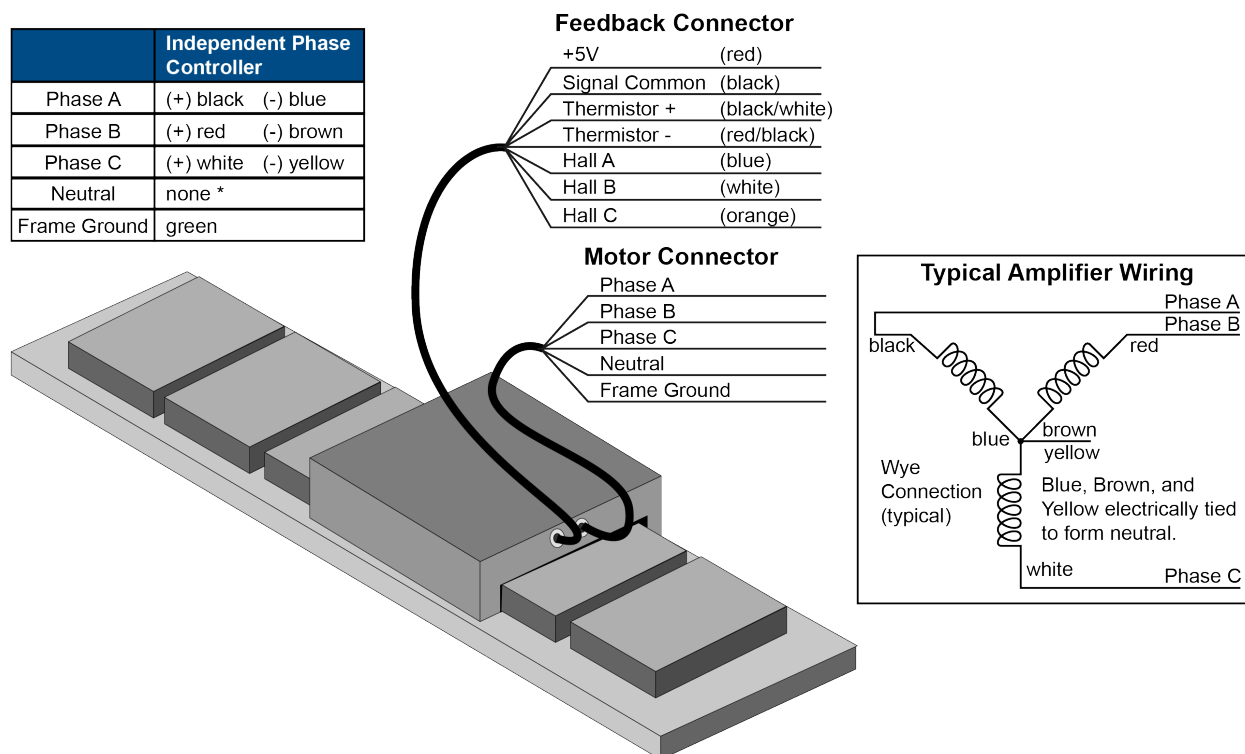 Independent Phase
Controller
Phase A (+) black (-) blue
Phase B (+) red (-) brown
Phase C (+) white (-) yellow
Neutral none *
Frame Ground green
Feedback Connector
+5V (red)
Signal Common (black)
Thermistor + (black/white)
Thermistor - (red/black)
Hall A (blue)
Hall B (white)
Hall C (orange)
Motor Connector
Phase A
Phase B
Phase C
Neutral
Frame Ground
Typical Amplifier Wiring
Phase A
Phase B
black
red
blue
brown
yellow
Wye
Connection
(typical)
Blue, Brown, and
Yellow electrically tied
to form neutral.
white
Phase C